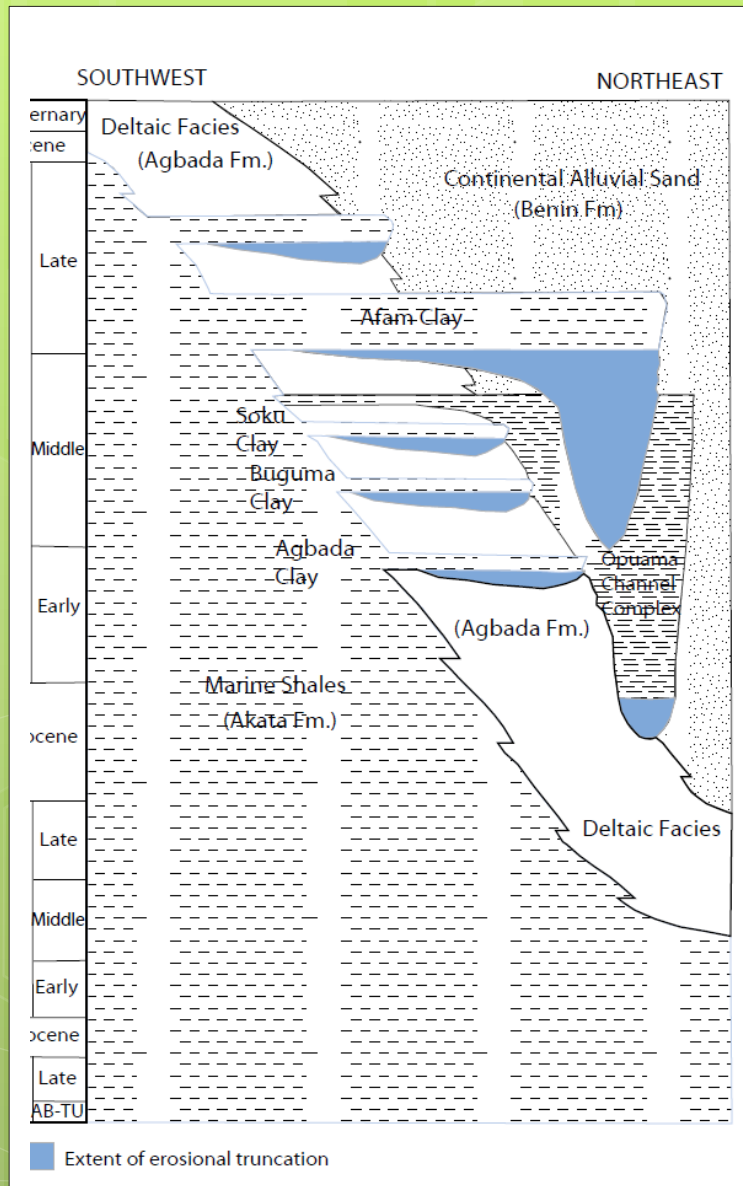 SOUTHWEST
NORTHEAST
ernary
Deltaic Facies
(Agbada Fm.)
cene
Continental Alluvial Sand
(Benin Fm)
Late
Afam Clay
Soku
Clay
Middle
Buguma
Clay
Agbada
Clay
Opuama
Channel
Complex
Early
(Agbada Fm.)
Marine Shales
(Akata Fm.)
ocene
Deltaic Facies
Late
Middle
Early
ocene
Late
AB-TU
Extent of erosional truncation